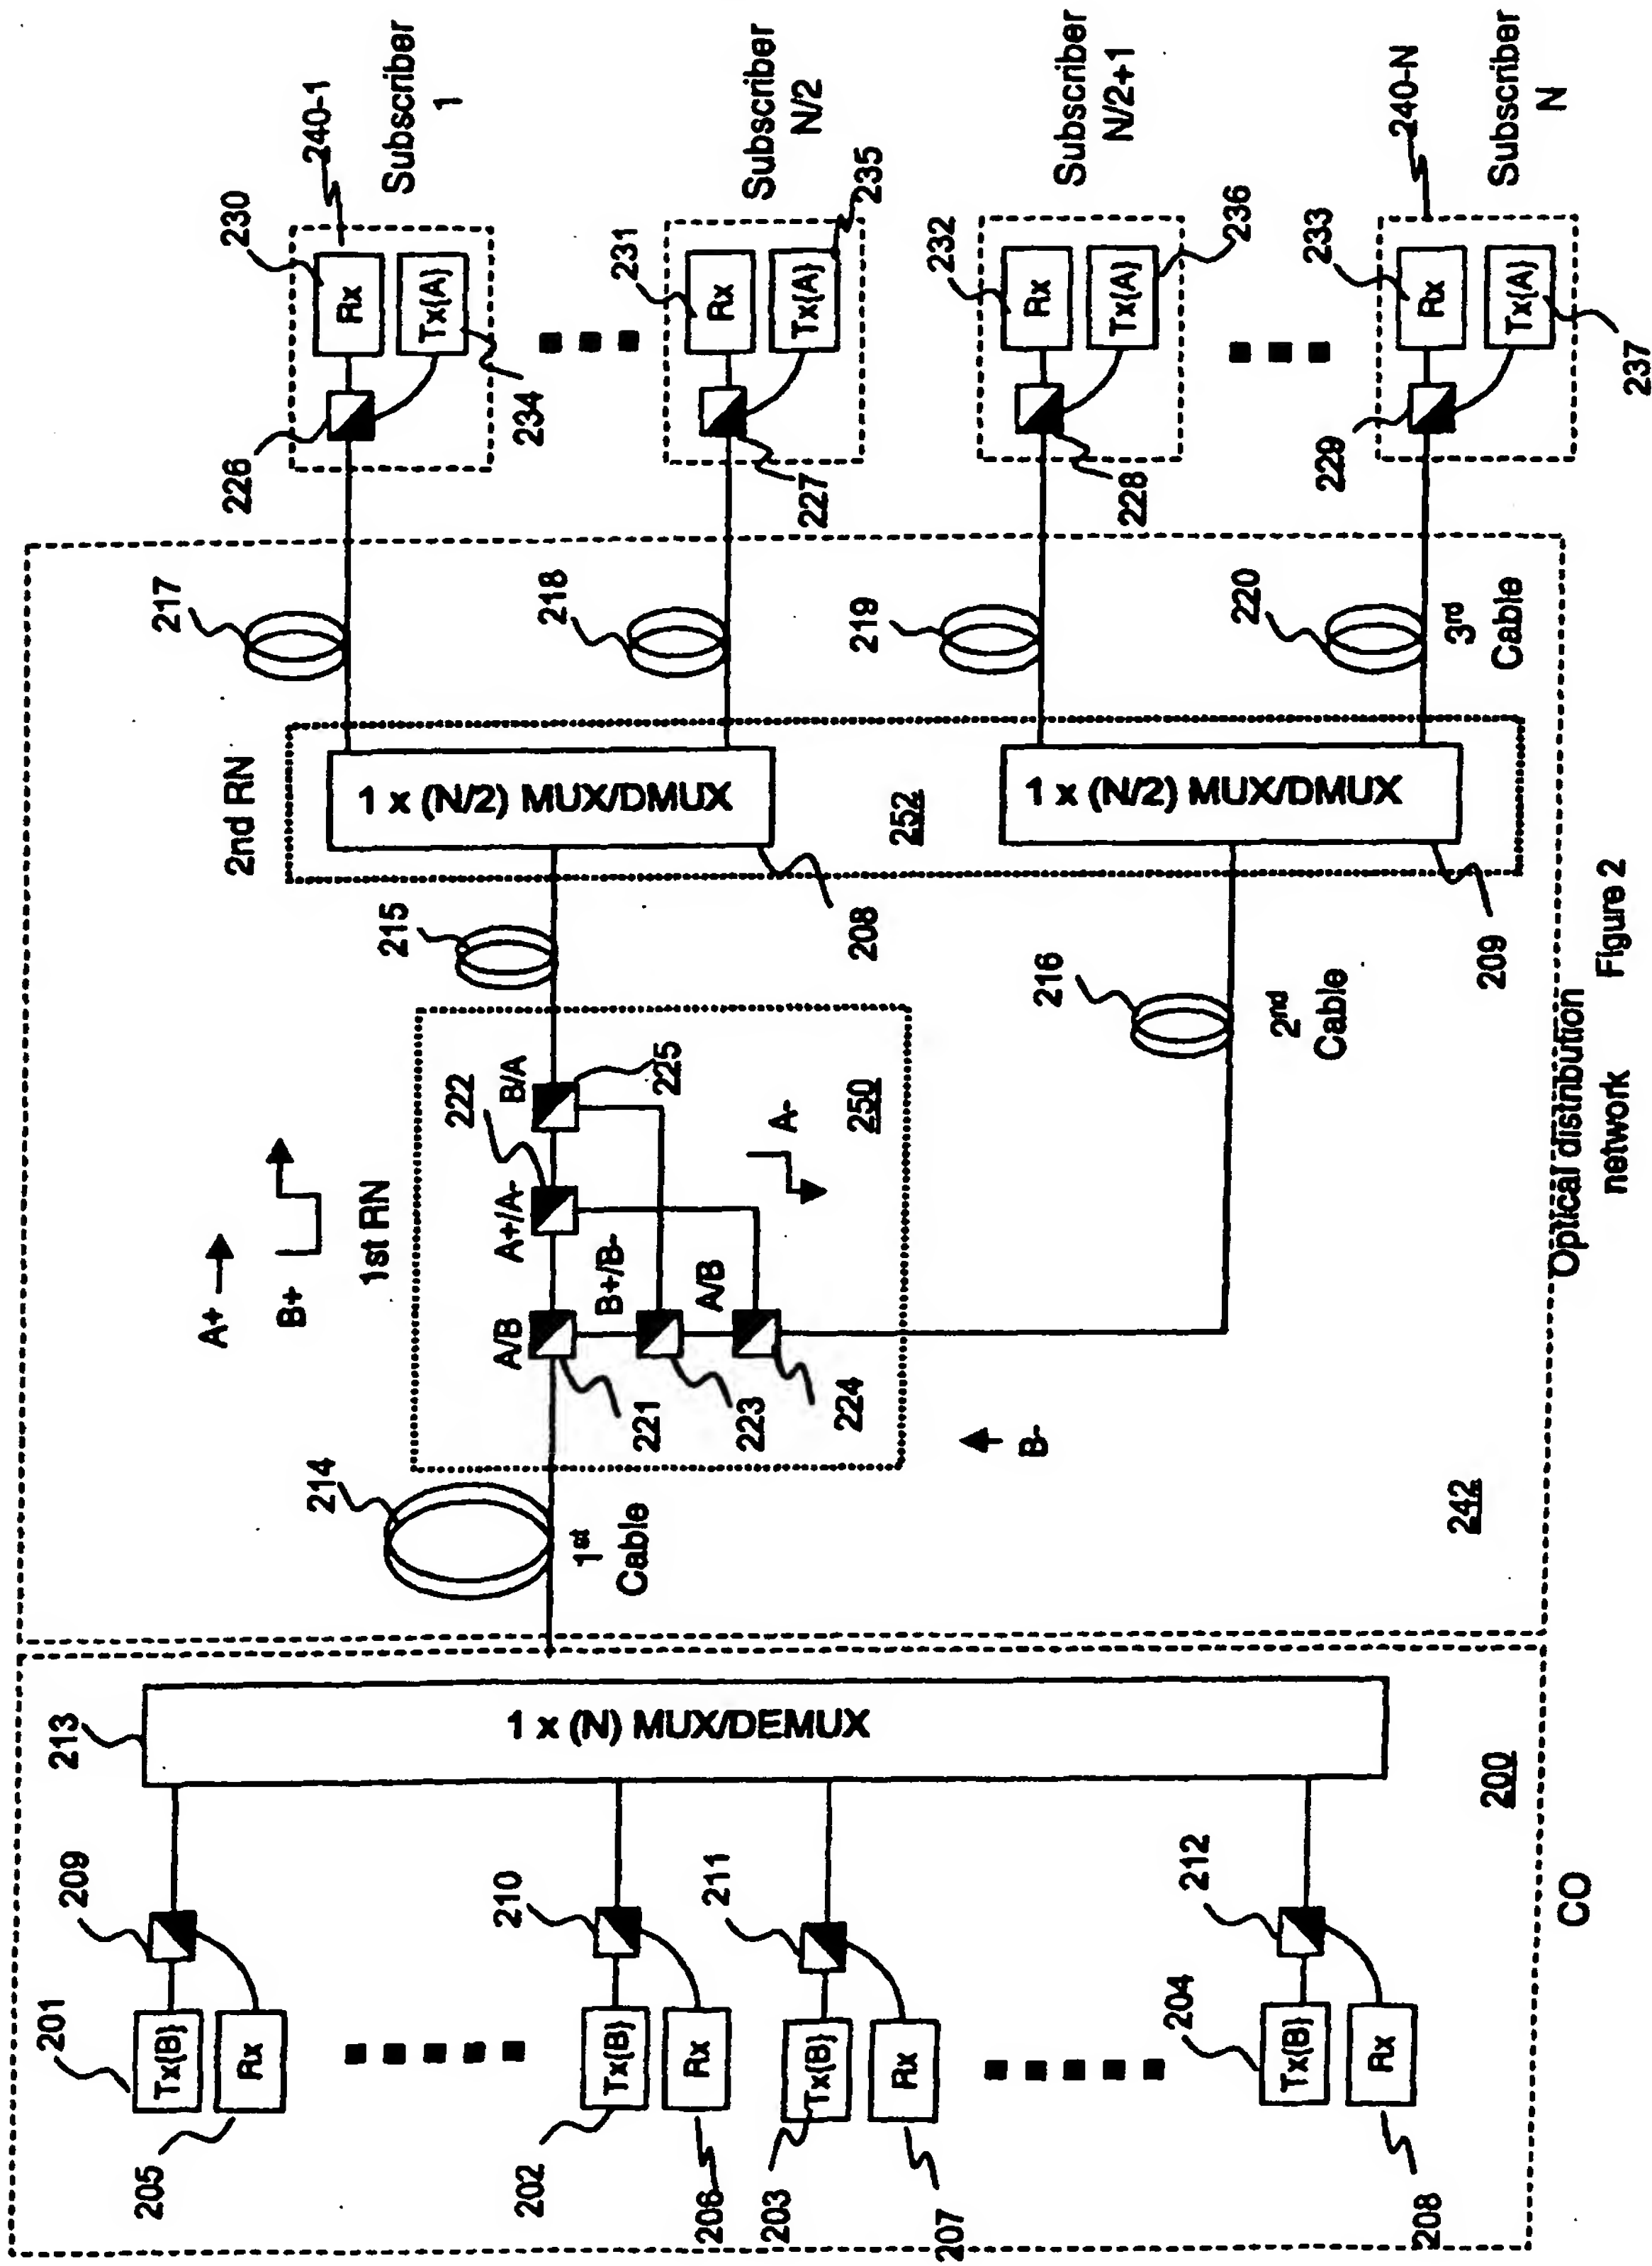 201
Tx{B}
209
Rx
205
202
Tx{B}
210
Rx
206
203
Tx{B}
211
Rx
207
204
Tx{B}
212
Rx
208
213
1 x (N) MUX/DEMUX
200
CO
214
1st
Cable
A+
B+
1st RN
A/B
A+/A-
222
B/A
225
B+/B-
A/B
221
223
224
250
A-
B-
242
215
216
2nd
Cable
2nd RN
1 x (N/2) MUX/DMUX
208
252
1 x (N/2) MUX/DMUX
209
217
218
219
220
3rd
Cable
Optical distribution
network
226
230
240-1
Rx
Tx{A}
234
Subscriber
1
227
231
Rx
Tx{A}
235
Subscriber
N/2
228
232
Rx
Tx{A}
236
Subscriber
N/2+1
229
233
240-N
Rx
Tx{A}
237
Subscriber
N
Figure 2